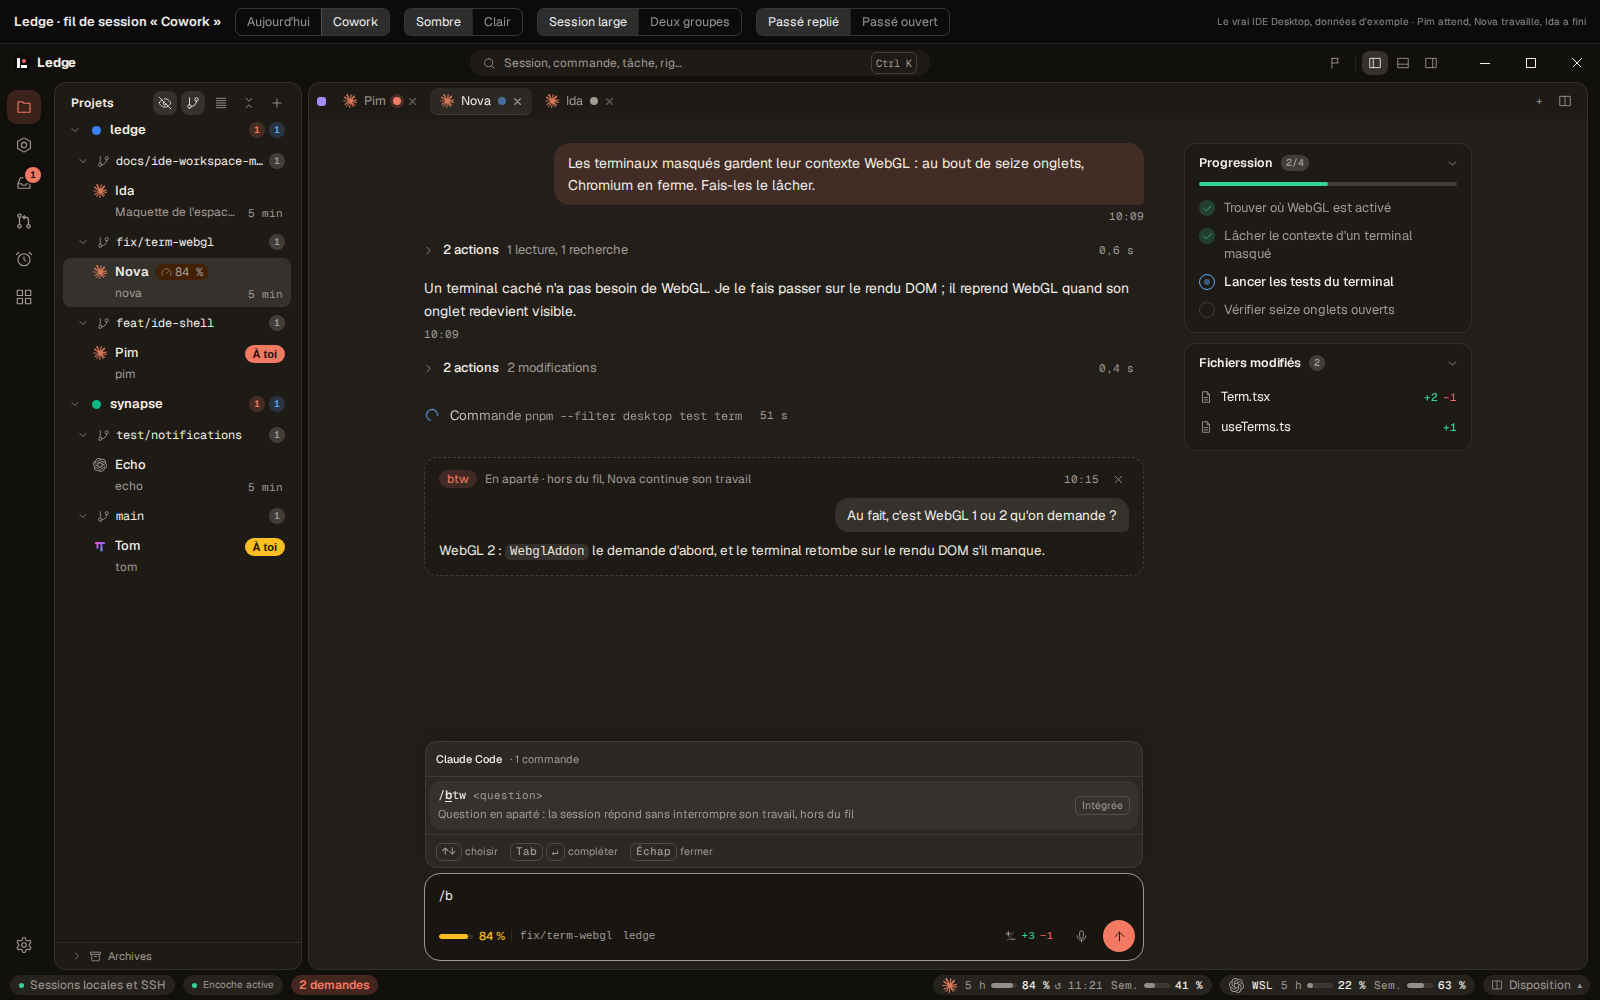 Ledge · fil de session « Cowork »
Aujourd'hui
Cowork
Sombre
Clair
Session large
Deux groupes
Passé replié
Passé ouvert
Le vrai IDE Desktop, données d'exemple · Pim attend, Nova travaille, Ida a fini
Ledge
Session, commande, tâche, rig…
Ctrl K
Projets
ledge
1
1
docs/ide-workspace-m…
1
Ida
Maquette de l'espac…
5 min
fix/term-webgl
1
Nova
84 %
nova
5 min
feat/ide-shell
1
Pim
À toi
pim
synapse
1
1
test/notifications
1
Echo
echo
5 min
main
1
Tom
À toi
tom
Archives
1
Pim
Nova
Ida
Les terminaux masqués gardent leur contexte WebGL : au bout de seize onglets,
Chromium en ferme. Fais-les le lâcher.
10:09
2 actions 1 lecture, 1 recherche
0,6 s
Un terminal caché n'a pas besoin de WebGL. Je le fais passer sur le rendu DOM ; il reprend WebGL quand son
onglet redevient visible.
10:09
2 actions 2 modifications
0,4 s
Commande pnpm --filter desktop test term 51 s
btw
En aparté · hors du fil, Nova continue son travail
10:15
Au fait, c'est WebGL 1 ou 2 qu'on demande ?
WebGL 2 : WebglAddon le demande d'abord, et le terminal retombe sur le rendu DOM s'il manque.
Claude Code · 1 commande
/btw <question>
Question en aparté : la session répond sans interrompre son travail, hors du fil
Intégrée
↑↓ choisir Tab ↵ compléter Échap fermer
/b
84 %
fix/term-webgl ledge
+3 −1
Progression 2/4
Trouver où WebGL est activé
Lâcher le contexte d'un terminal
masqué
Lancer les tests du terminal
Vérifier seize onglets ouverts
Fichiers modifiés 2
Term.tsx
+2 −1
useTerms.ts
+1
Sessions locales et SSH
Encoche active
2 demandes
5 h 84 % ↺ 11:21 Sem. 41 %
WSL 5 h 22 % Sem. 63 %
Disposition